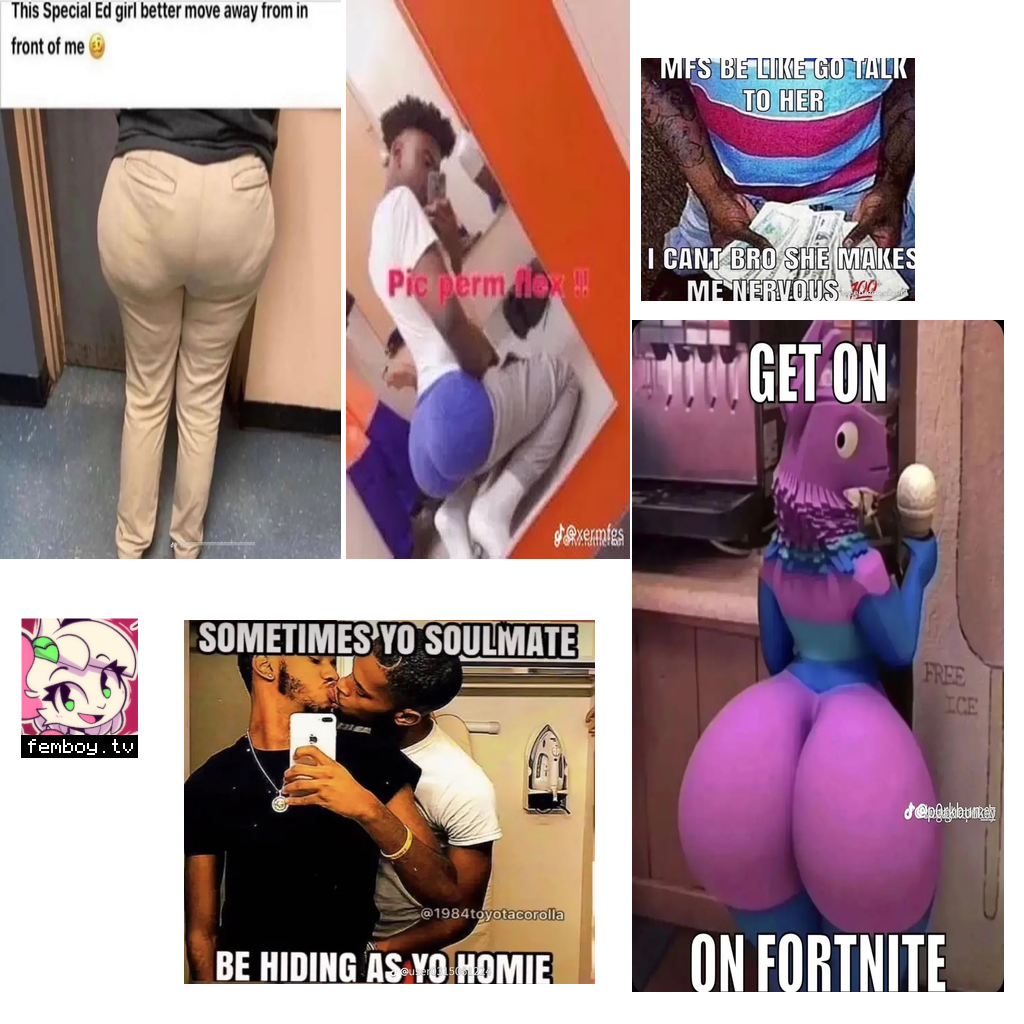 This Special Ed girl better move away from in
front of me 🥴
Pic perm flex !!
@xermfgs
MFS BE LIKE GO TALK
TO HER
I CANT BRO SHE MAKES
ME NERVOUS 💯
GET ON
FREE
ICE
ON FORTNITE
femboy.tv
SOMETIMES YO SOULMATE
@1984toyotacorolla
BE HIDING AS YO HOMIE